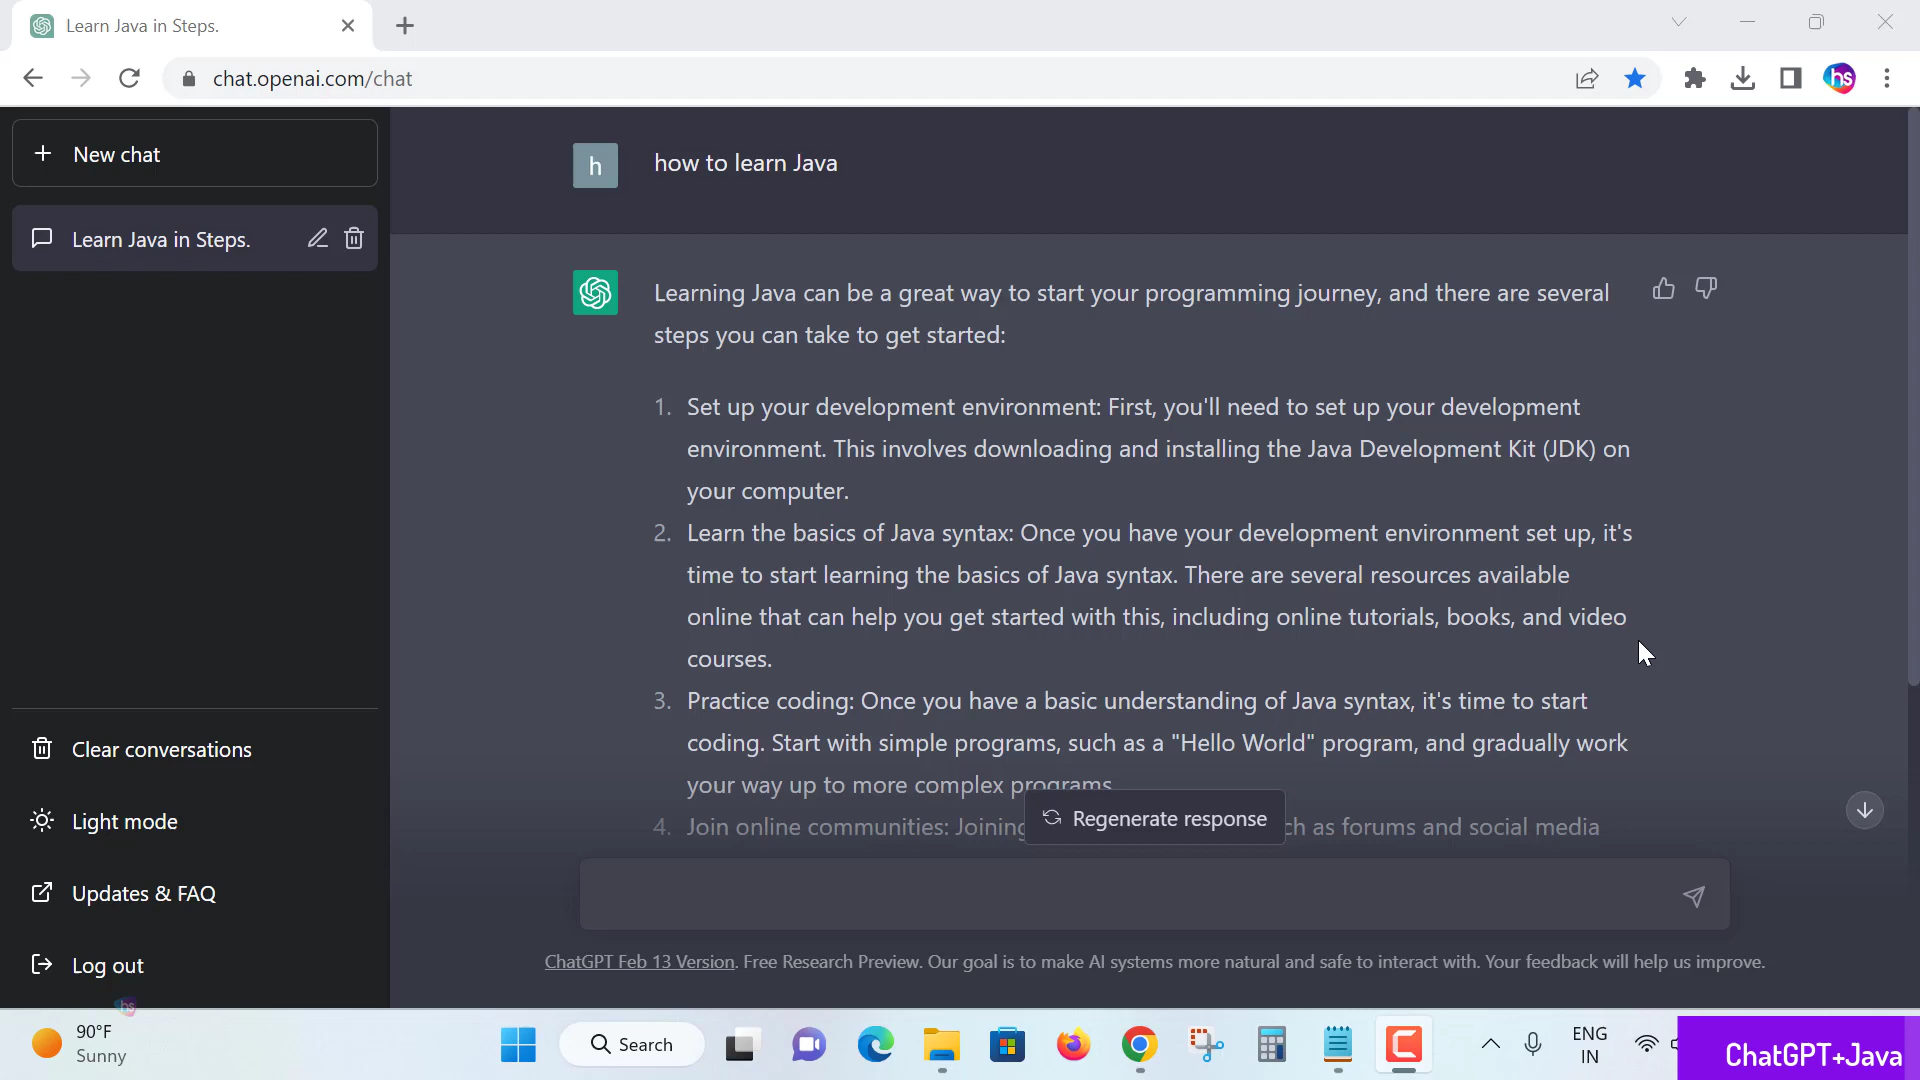 Learn Java in Steps.
chat.openai.com/chat
hs
New chat
Learn Java in Steps.
Clear conversations
Light mode
Updates & FAQ
Log out
h
how to learn Java
Learning Java can be a great way to start your programming journey, and there are several
steps you can take to get started:
1. Set up your development environment: First, you'll need to set up your development
environment. This involves downloading and installing the Java Development Kit (JDK) on
your computer.
2. Learn the basics of Java syntax: Once you have your development environment set up, it's
time to start learning the basics of Java syntax. There are several resources available
online that can help you get started with this, including online tutorials, books, and video
courses.
3. Practice coding: Once you have a basic understanding of Java syntax, it's time to start
coding. Start with simple programs, such as a "Hello World" program, and gradually work
your way up to more complex programs
4. Join online communities: Joining as forums and social media
Regenerate response
ChatGPT Feb 13 Version. Free Research Preview. Our goal is to make AI systems more natural and safe to interact with. Your feedback will help us improve.
hs
90°F
Sunny
Search
ENG
IN
ChatGPT+Java